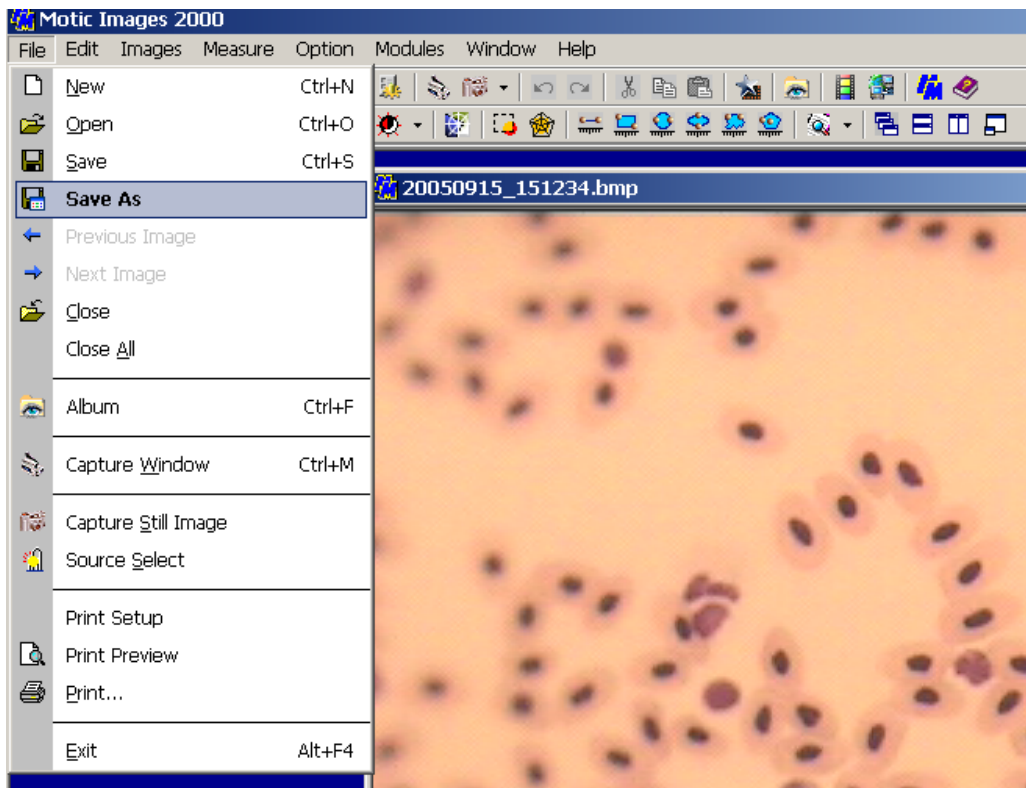 Motic Images 2000
File Edit Images Measure Option Modules Window Help
New Ctrl+N
Open Ctrl+O
Save Ctrl+S
Save As
20050915_151234.bmp
Previous Image
Next Image
Close
Close All
Album Ctrl+F
Capture Window Ctrl+M
Capture Still Image
Source Select
Print Setup
Print Preview
Print...
Exit Alt+F4